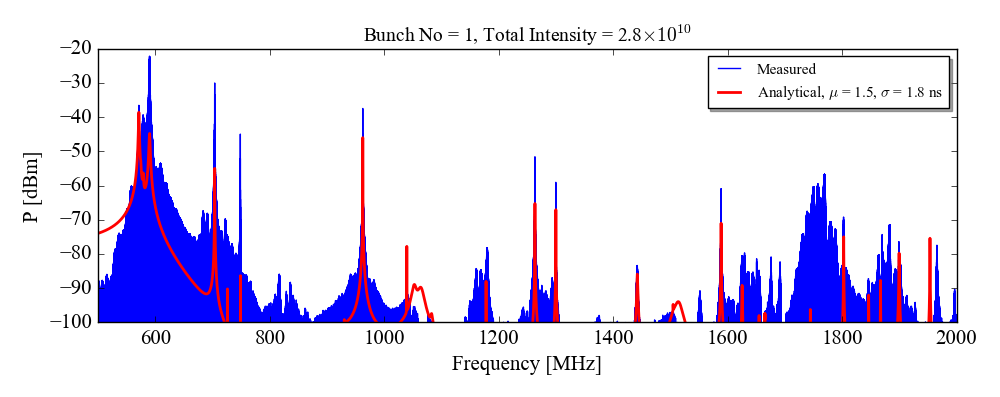 Bunch No = 1, Total Intensity = 2.8×10¹⁰
Measured
Analytical, μ = 1.5, σ = 1.8 ns
P [dBm]
−20
−30
−40
−50
−60
−70
−80
−90
−100
600 800 1000 1200 1400 1600 1800 2000
Frequency [MHz]